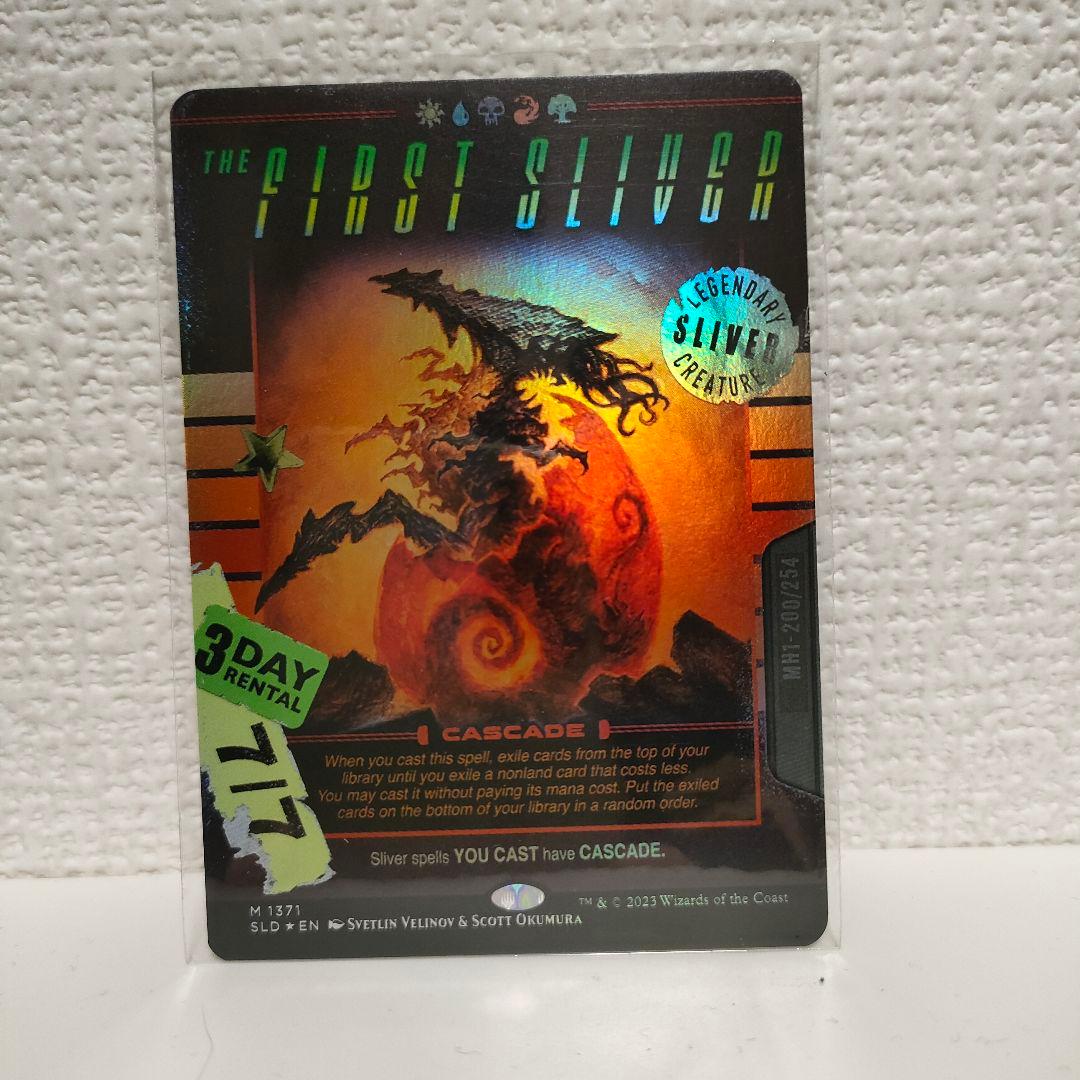 THE FIRST SLIVER
LEGENDARY
SLIVER
CREATURE
MH1-200/254
3 DAY
RENTAL
717
CASCADE
When you cast this spell, exile cards from the top of your
library until you exile a nonland card that costs less.
You may cast it without paying its mana cost. Put the exiled
cards on the bottom of your library in a random order.
Sliver spells YOU CAST have CASCADE.
M 1371
SLD ★ EN Svetlin Velinov & Scott Okumura
™ & © 2023 Wizards of the Coast